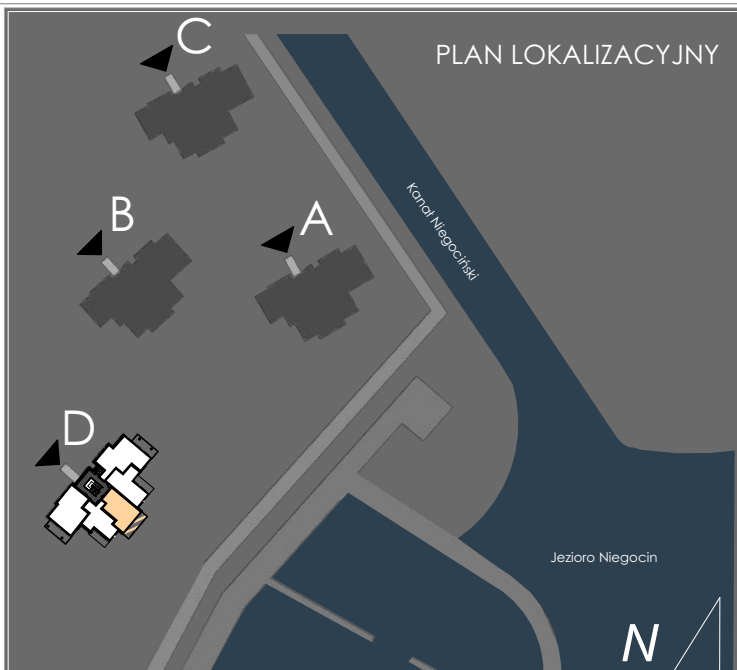 PLAN LOKALIZACYJNY
C
B
A
Kanał Niegociński
D
Jezioro Niegocin
N